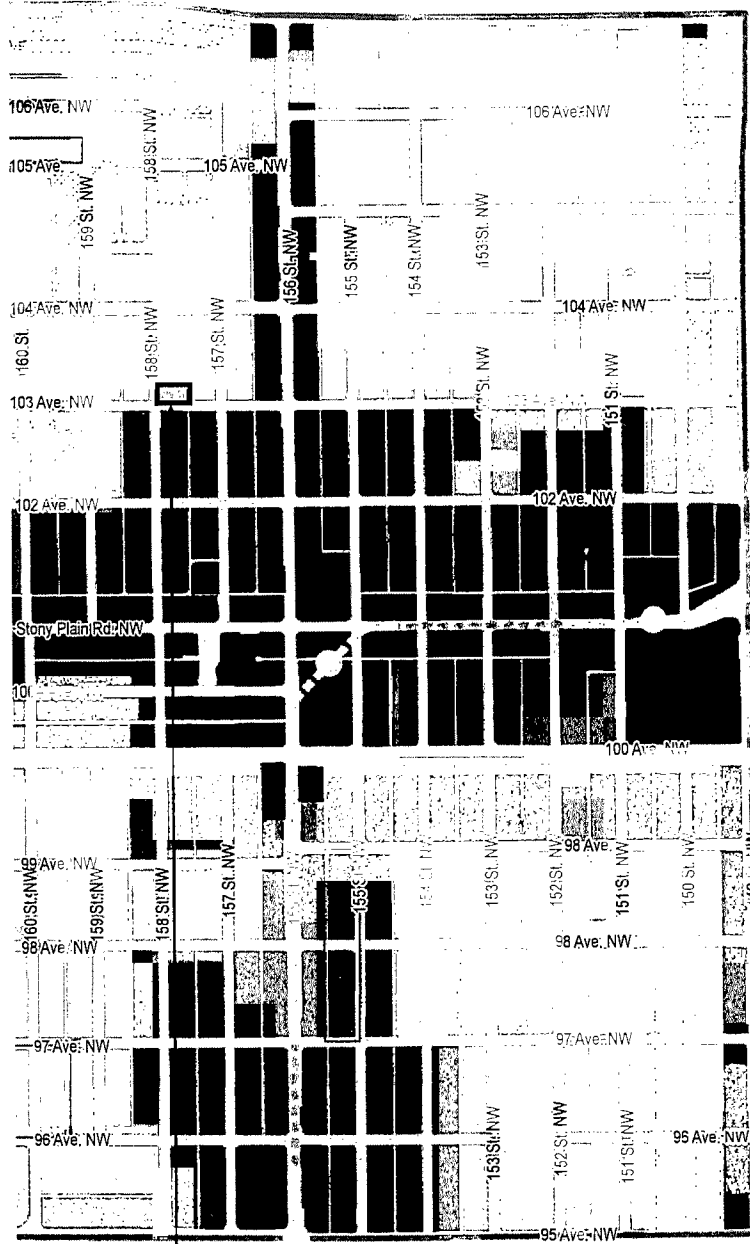 106 Ave. NW
106 Ave. NW
158 St. NW
105 Ave.
105 Ave. NW
159 St. NW
156 St. NW
155 St. NW
154 St. NW
153 St. NW
104 Ave. NW
104 Ave. NW
160 St.
158 St. NW
157 St. NW
St. NW
151 St. NW
103 Ave. NW
102 Ave. NW
102 Ave. NW
Stony Plain Rd. NW
100 Ave. NW
99 Ave. NW
98 Ave.
160 St. NW
159 St. NW
158 St. NW
157 St. NW
155 St.
154 St. NW
153 St. NW
152 St. NW
151 St. NW
150 St. NW
98 Ave. NW
98 Ave. NW
97 Ave. NW
97 Ave. NW
96 Ave. NW
96 Ave. NW
153 St. NW
152 St. NW
151 St. NW
95 Ave. NW